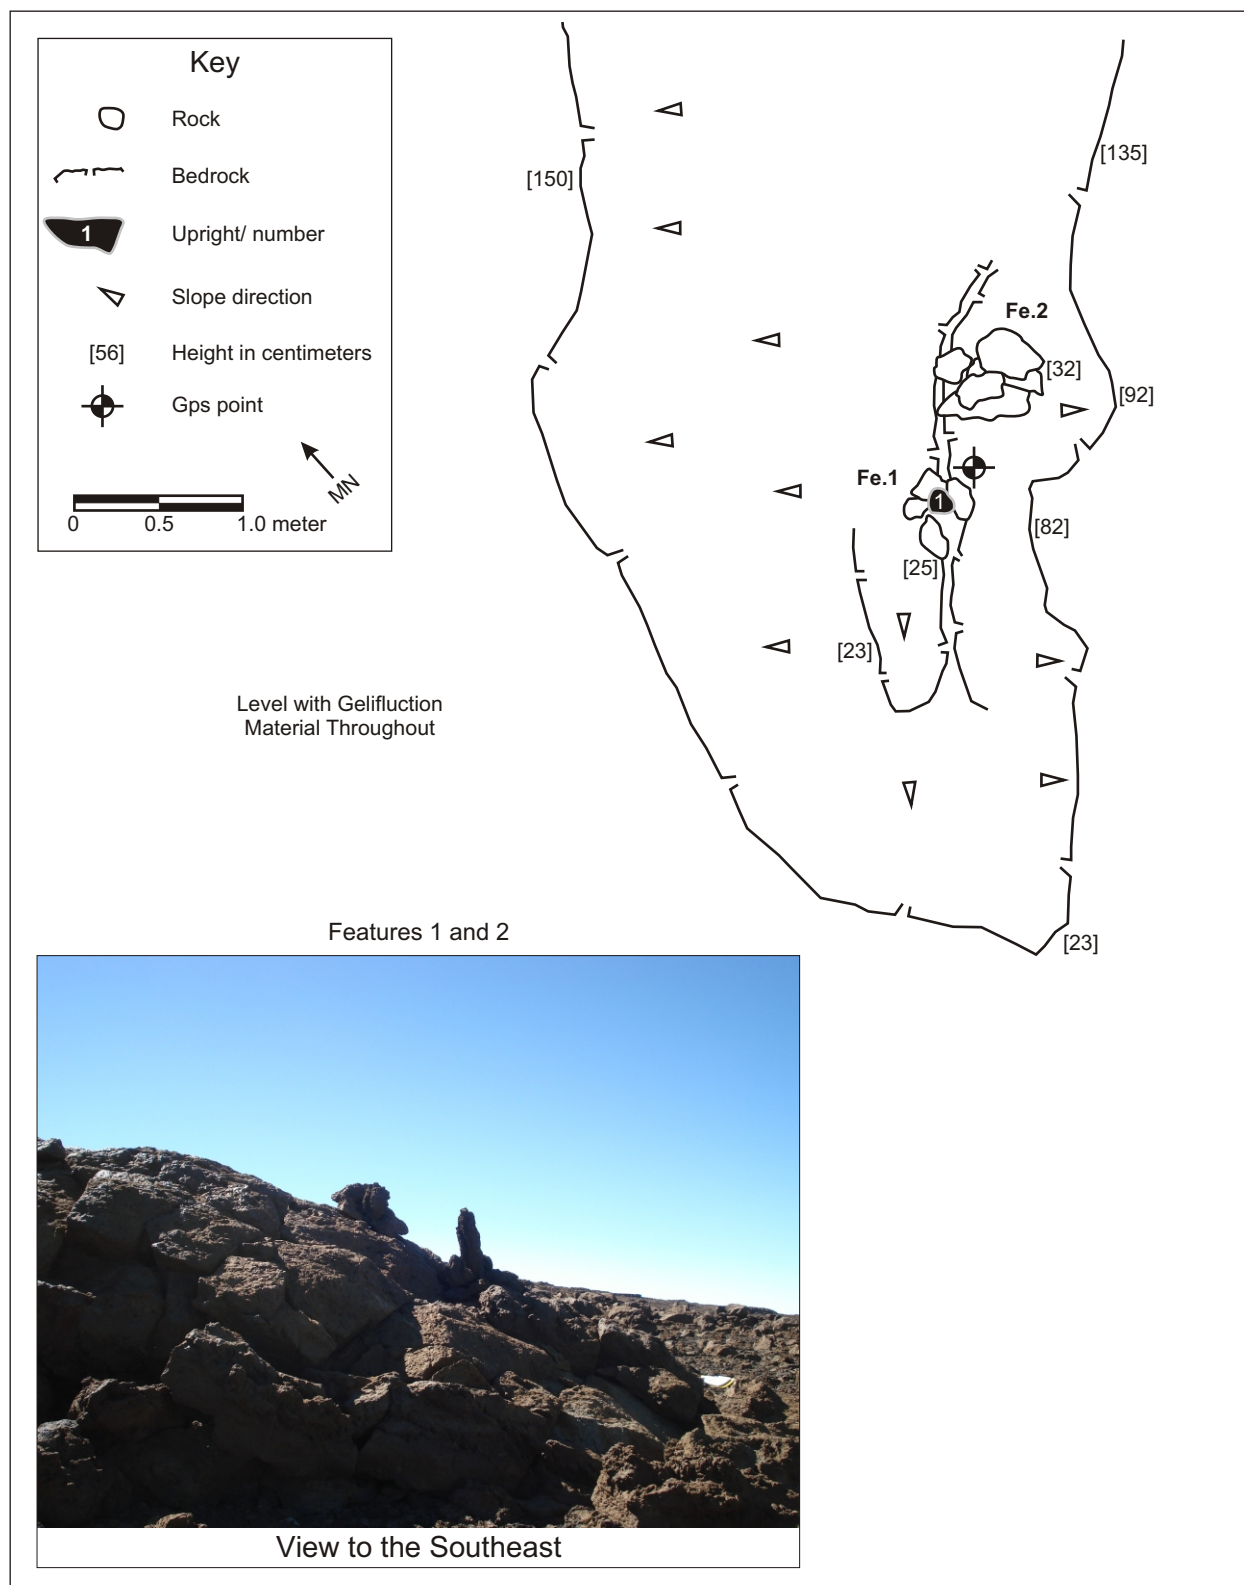 Key
Rock
Bedrock
1
Upright/ number
Slope direction
[56]
Height in centimeters
Gps point
MN
0 0.5 1.0 meter
[150]
[135]
Fe.2
[32]
[92]
Fe.1
1
[82]
[25]
[23]
Level with Gelifluction
Material Throughout
[23]
Features 1 and 2
View to the Southeast